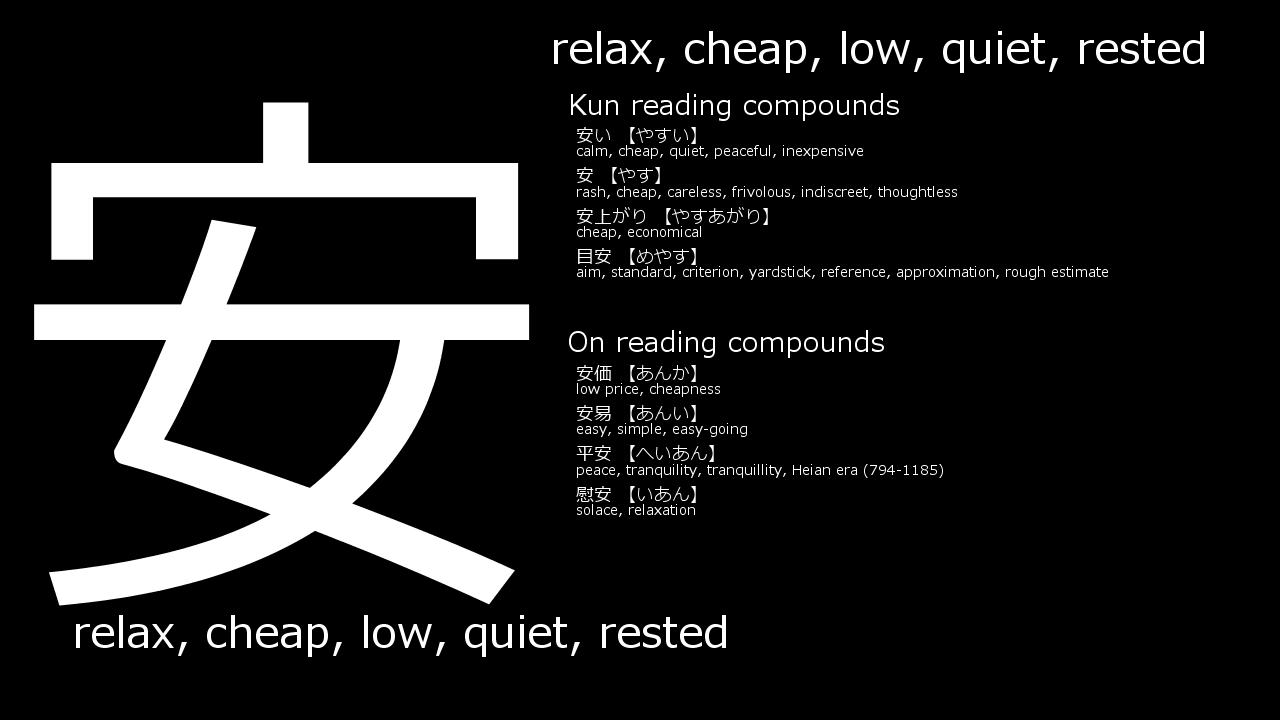 安
relax, cheap, low, quiet, rested
Kun reading compounds
安い 【やすい】
calm, cheap, quiet, peaceful, inexpensive
安 【やす】
rash, cheap, careless, frivolous, indiscreet, thoughtless
安上がり 【やすあがり】
cheap, economical
目安 【めやす】
aim, standard, criterion, yardstick, reference, approximation, rough estimate
On reading compounds
安価 【あんか】
low price, cheapness
安易 【あんい】
easy, simple, easy-going
平安 【へいあん】
peace, tranquility, tranquillity, Heian era (794-1185)
慰安 【いあん】
solace, relaxation
relax, cheap, low, quiet, rested